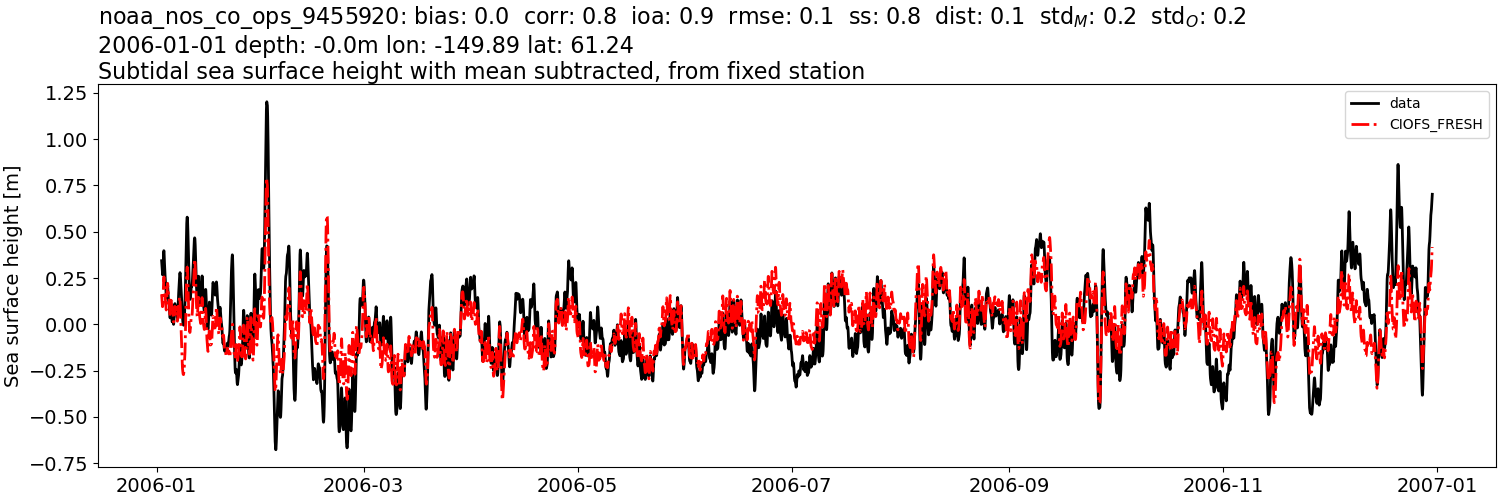 noaa_nos_co_ops_9455920: bias: 0.0 corr: 0.8 ioa: 0.9 rmse: 0.1 ss: 0.8 dist: 0.1 std_M: 0.2 std_O: 0.2
2006-01-01 depth: -0.0m lon: -149.89 lat: 61.24
Subtidal sea surface height with mean subtracted, from fixed station
Sea surface height [m]
1.25
1.00
0.75
0.50
0.25
0.00
−0.25
−0.50
−0.75
data
CIOFS_FRESH
2006-01
2006-03
2006-05
2006-07
2006-09
2006-11
2007-01